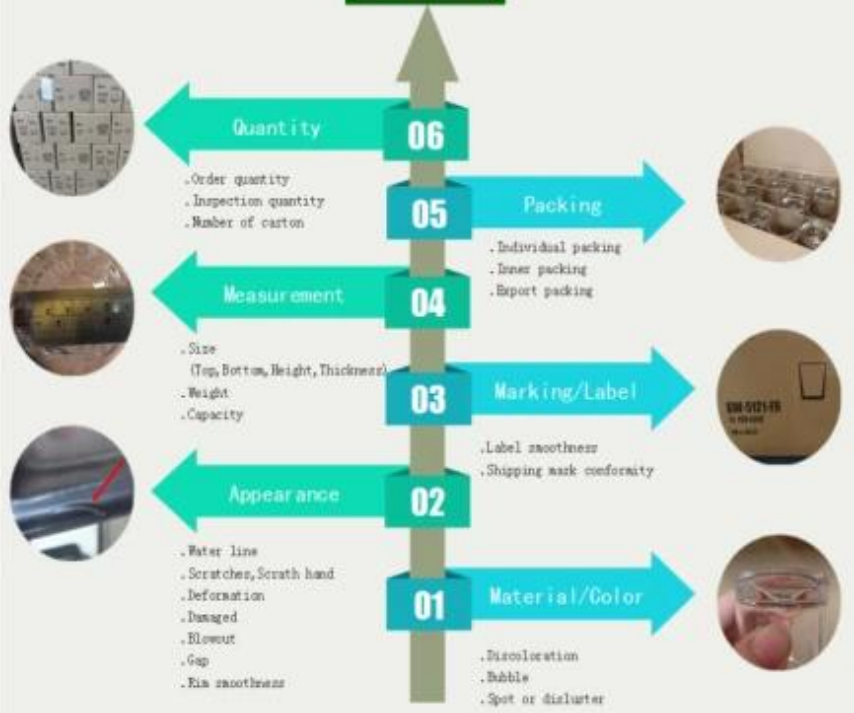 06
Quantity
.Order quantity
.Inspection quantity
.Number of carton
05
Packing
.Individual packing
.Inner packing
.Export packing
04
Measurement
.Size
(Top,Bottom,Height,Thickness)
.Weight
.Capacity
03
Marking/Label
.Label smoothness
.Shipping mark conformity
02
Appearance
.Water line
.Scratches,Scrath hand
.Deformation
.Damaged
.Blowout
.Gap
.Rim smoothness
01
Material/Color
.Discoloration
.Bubble
.Spot or disluster